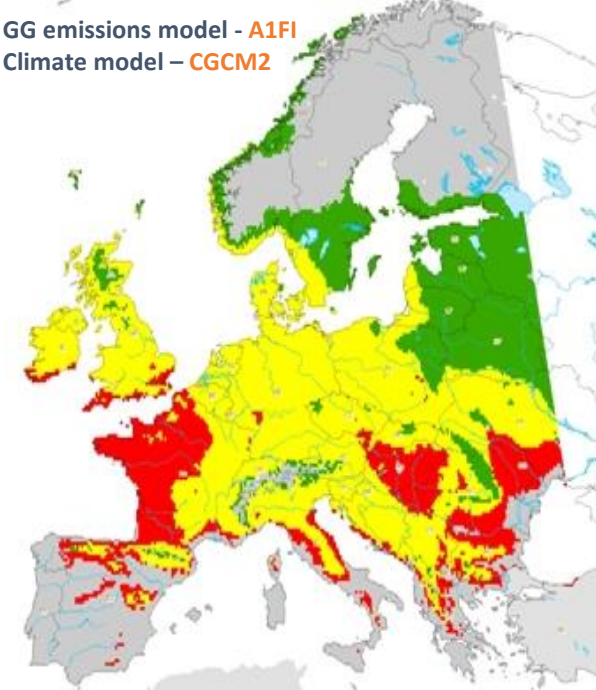 GG emissions model - A1FI
Climate model – CGCM2